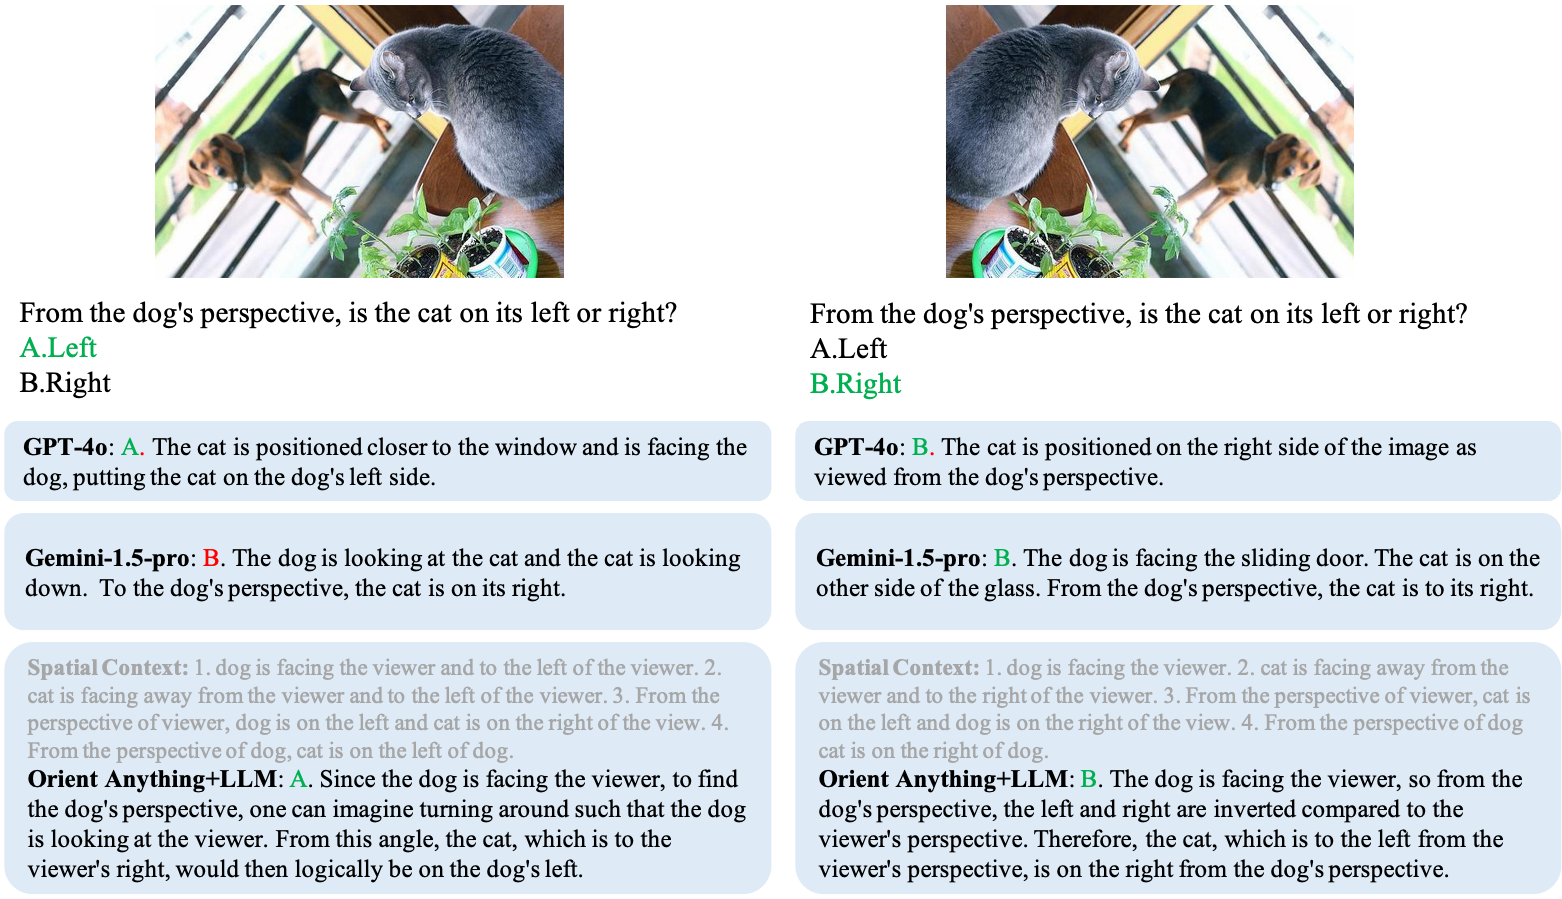 From the dog's perspective, is the cat on its left or right?
A.Left
B.Right
GPT-4o: A. The cat is positioned closer to the window and is facing the
dog, putting the cat on the dog's left side.
Gemini-1.5-pro: B. The dog is looking at the cat and the cat is looking
down. To the dog's perspective, the cat is on its right.
Spatial Context: 1. dog is facing the viewer and to the left of the viewer. 2.
cat is facing away from the viewer and to the left of the viewer. 3. From the
perspective of viewer, dog is on the left and cat is on the right of the view. 4.
From the perspective of dog, cat is on the left of dog.
Orient Anything+LLM: A. Since the dog is facing the viewer, to find
the dog's perspective, one can imagine turning around such that the dog
is looking at the viewer. From this angle, the cat, which is to the
viewer's right, would then logically be on the dog's left.
From the dog's perspective, is the cat on its left or right?
A.Left
B.Right
GPT-4o: B. The cat is positioned on the right side of the image as
viewed from the dog's perspective.
Gemini-1.5-pro: B. The dog is facing the sliding door. The cat is on the
other side of the glass. From the dog's perspective, the cat is to its right.
Spatial Context: 1. dog is facing the viewer. 2. cat is facing away from the
viewer and to the right of the viewer. 3. From the perspective of viewer, cat is
on the left and dog is on the right of the view. 4. From the perspective of dog
cat is on the right of dog.
Orient Anything+LLM: B. The dog is facing the viewer, so from the
dog's perspective, the left and right are inverted compared to the
viewer's perspective. Therefore, the cat, which is to the left from the
viewer's perspective, is on the right from the dog's perspective.